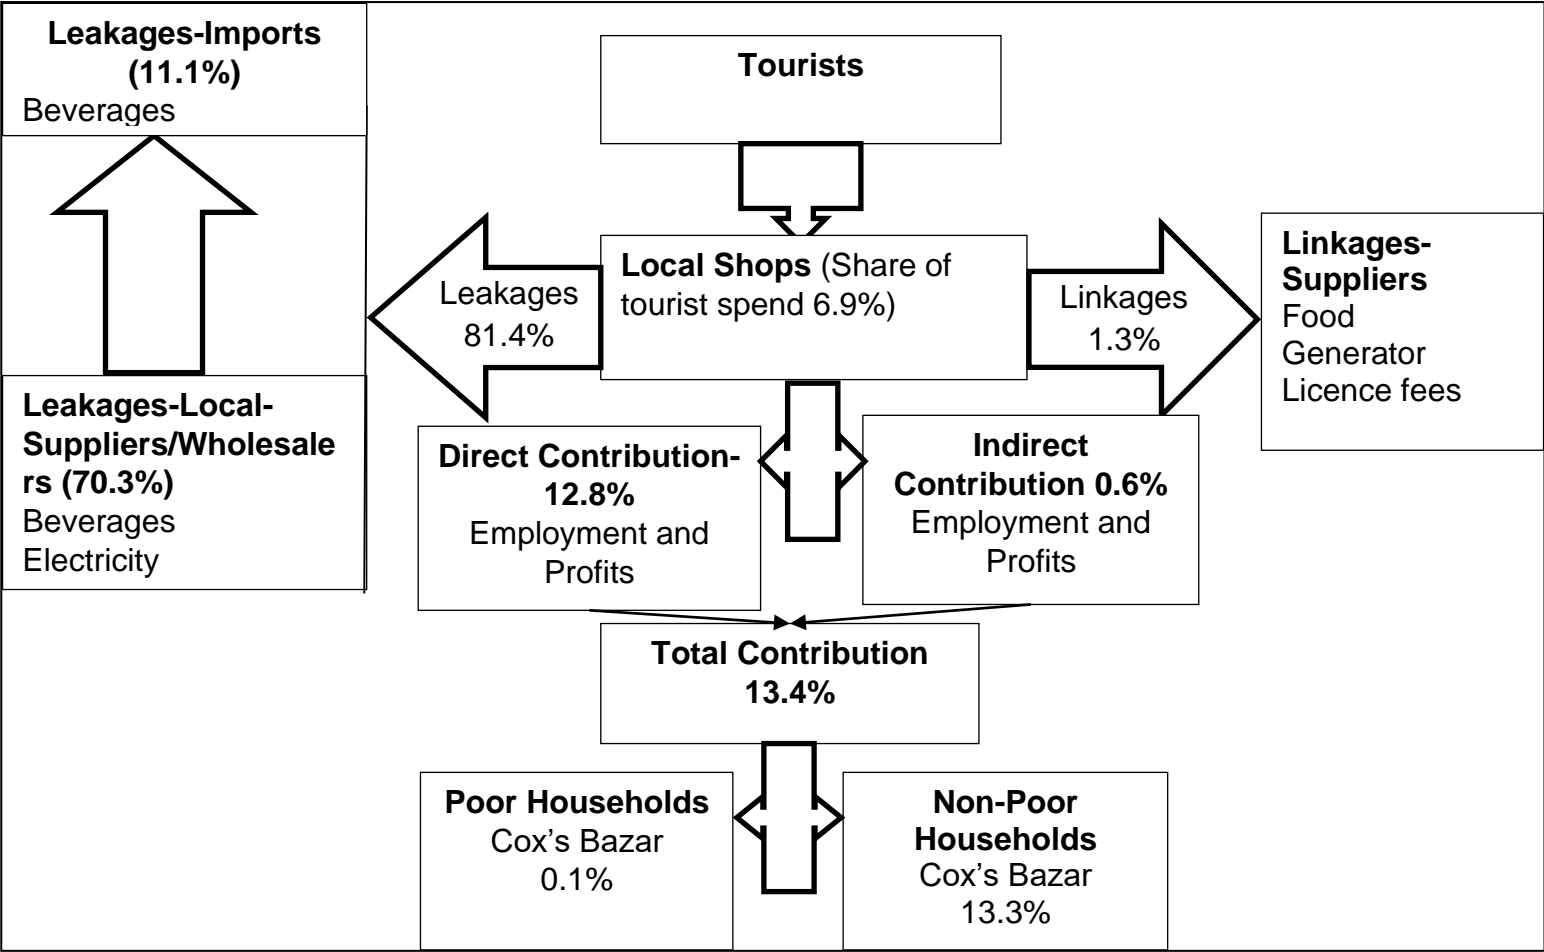 Leakages-Imports
(11.1%)
Beverages
Tourists
Local Shops (Share of
tourist spend 6.9%)
Leakages
81.4%
Linkages
1.3%
Linkages-
Suppliers
Food
Generator
Licence fees
Leakages-Local-
Suppliers/Wholesale
rs (70.3%)
Beverages
Electricity
Direct Contribution-
12.8%
Employment and
Profits
Indirect
Contribution 0.6%
Employment and
Profits
Total Contribution
13.4%
Poor Households
Cox’s Bazar
0.1%
Non-Poor
Households
Cox’s Bazar
13.3%